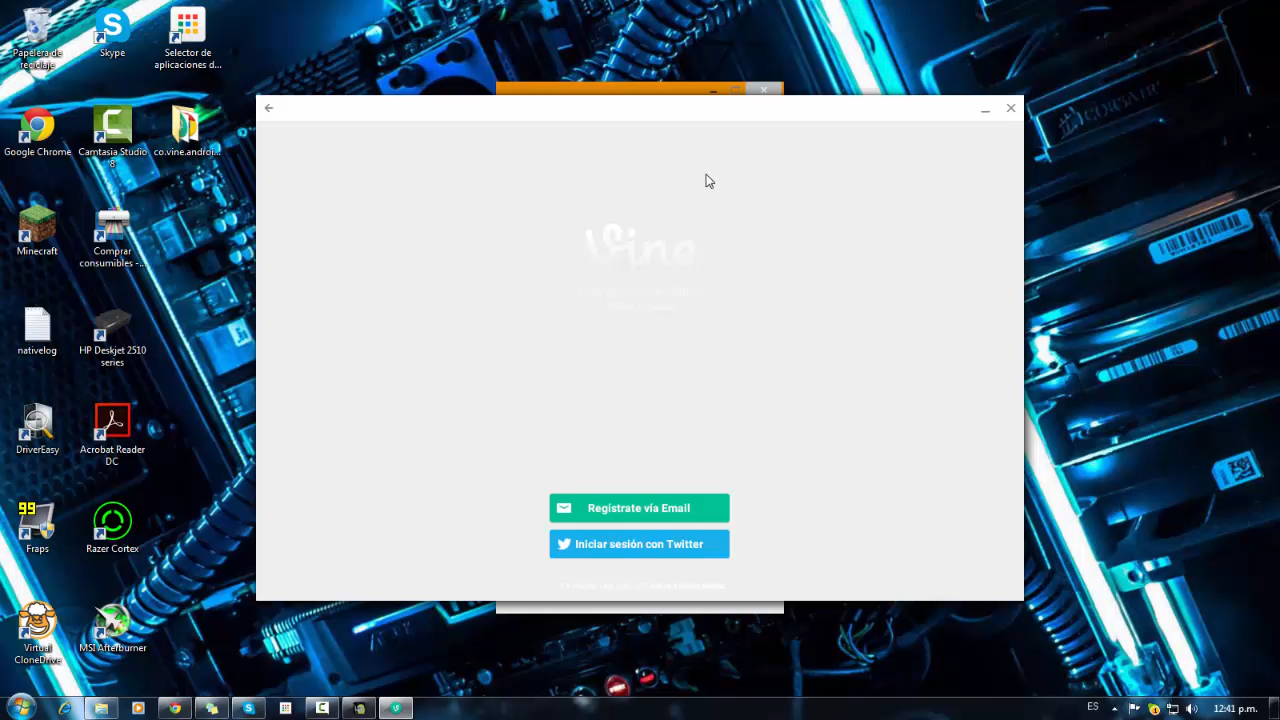 Papelera de
reciclaje
Skype
Selector de
aplicaciones d...
Google Chrome
Camtasia Studio
8
co.vine.androi...
Minecraft
Comprar
consumibles -...
nativelog
HP Deskjet 2510
series
DriverEasy
Acrobat Reader
DC
99
Fraps
Razer Cortex
Virtual
CloneDrive
MSI Afterburner
Vine
Regístrate vía Email
Iniciar sesión con Twitter
CORSAIR
ES
12:41 p.m.